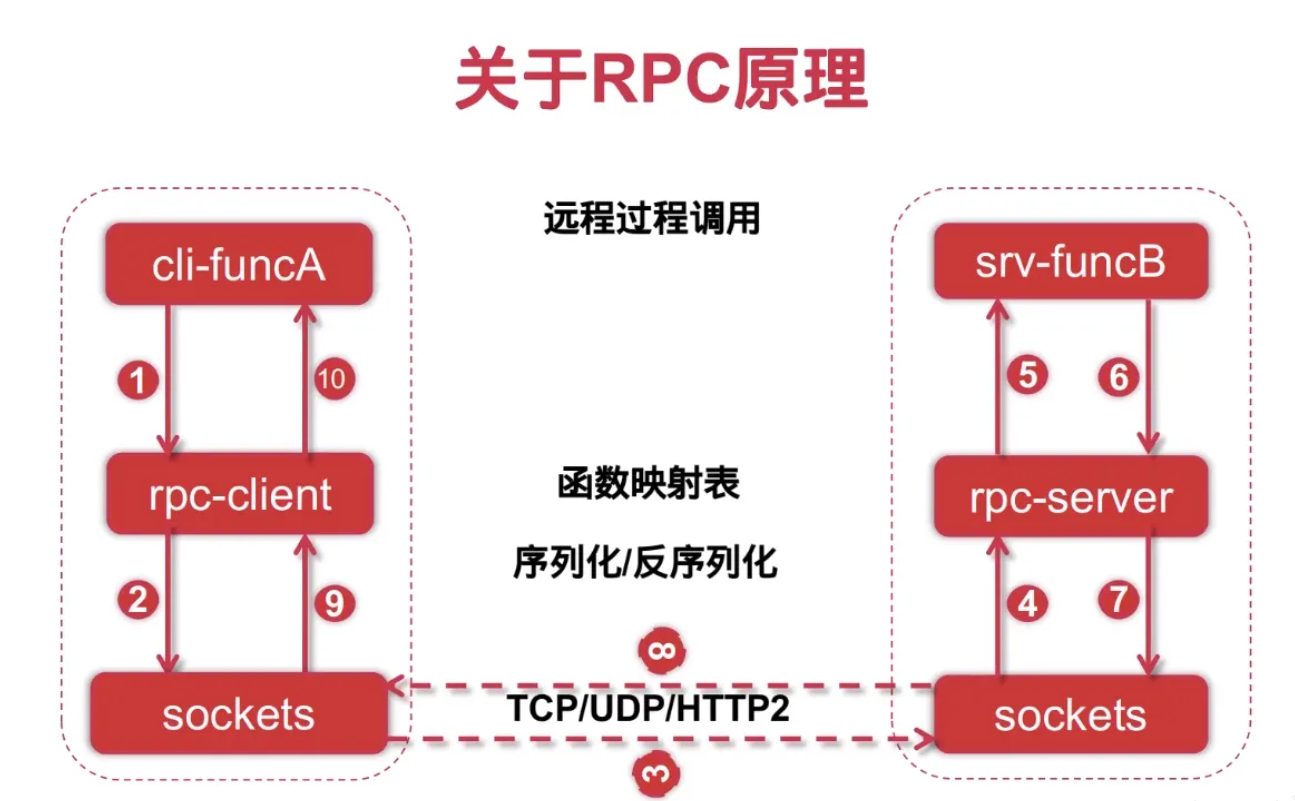 关于RPC原理
远程过程调用
cli-funcA
srv-funcB
1
10
5
6
rpc-client
函数映射表
rpc-server
序列化/反序列化
2
9
4
7
8
sockets
TCP/UDP/HTTP2
sockets
3